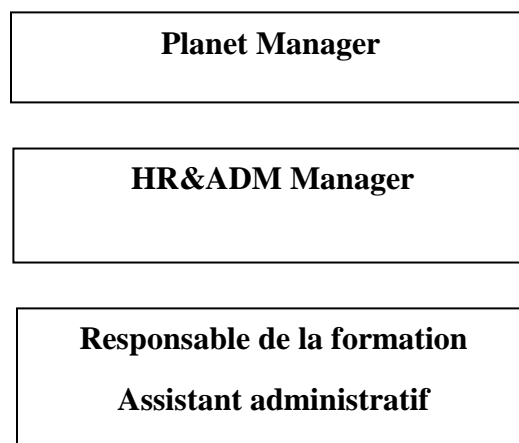 Planet Manager
HR&ADM Manager
Responsable de la formation
Assistant administratif